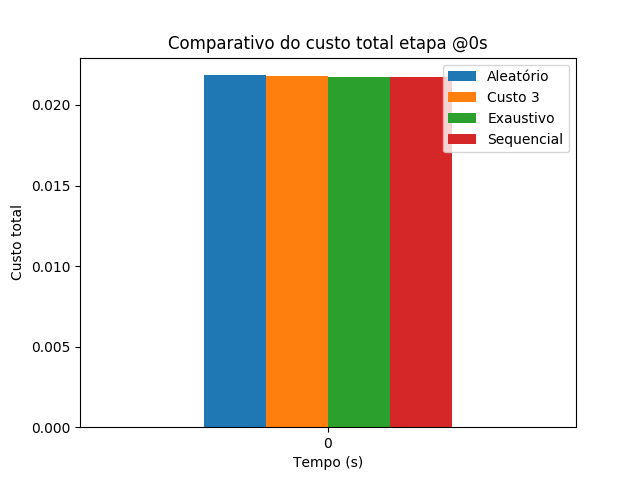 Comparativo do custo total etapa @0s
Aleatório
Custo 3
Exaustivo
Sequencial
0.020
0.015
0.010
0.005
0.000
Custo total
0
Tempo (s)